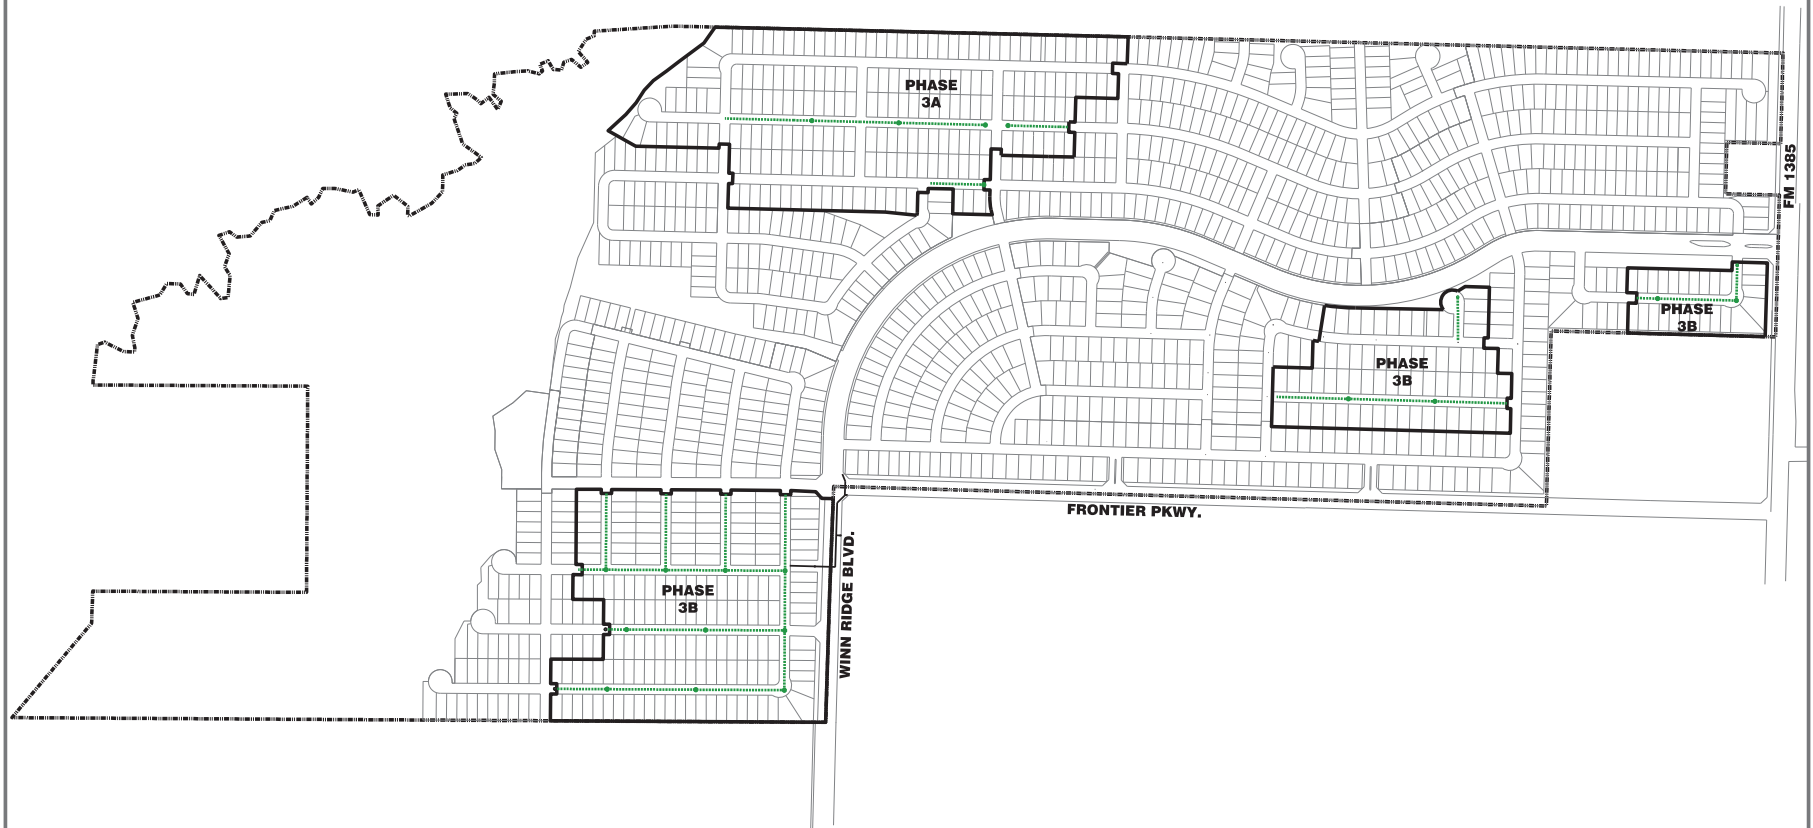 PHASE
3A
FM 1385
PHASE
3B
PHASE
3B
FRONTIER PKWY.
WINN RIDGE BLVD.
PHASE
3B